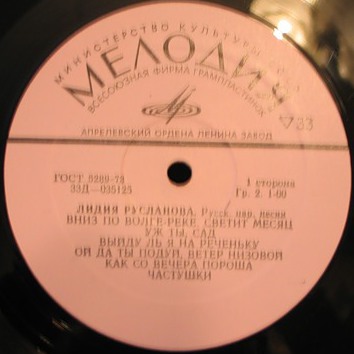 МИНИСТЕРСТВО КУЛЬТУРЫ
МЕЛОДИЯ
ВСЕСОЮЗНАЯ ФИРМА ГРАМПЛАСТИНОК
33
АПРЕЛЕВСКИЙ ОРДЕНА ЛЕНИНА ЗАВОД
ГОСТ 5289-73
33Д-035125
1 сторона
Гр. 2. 1-00
ЛИДИЯ РУСЛАНОВА. Русск. нар. песни
ВНИЗ ПО ВОЛГЕ-РЕКЕ. СВЕТИТ МЕСЯЦ
УЖ ТЫ, САД
ВЫЙДУ ЛЬ Я НА РЕЧЕНЬКУ
ОЙ ДА ТЫ ПОДУЙ, ВЕТЕР НИЗОВОЙ
КАК СО ВЕЧЕРА ПОРОША
ЧАСТУШКИ